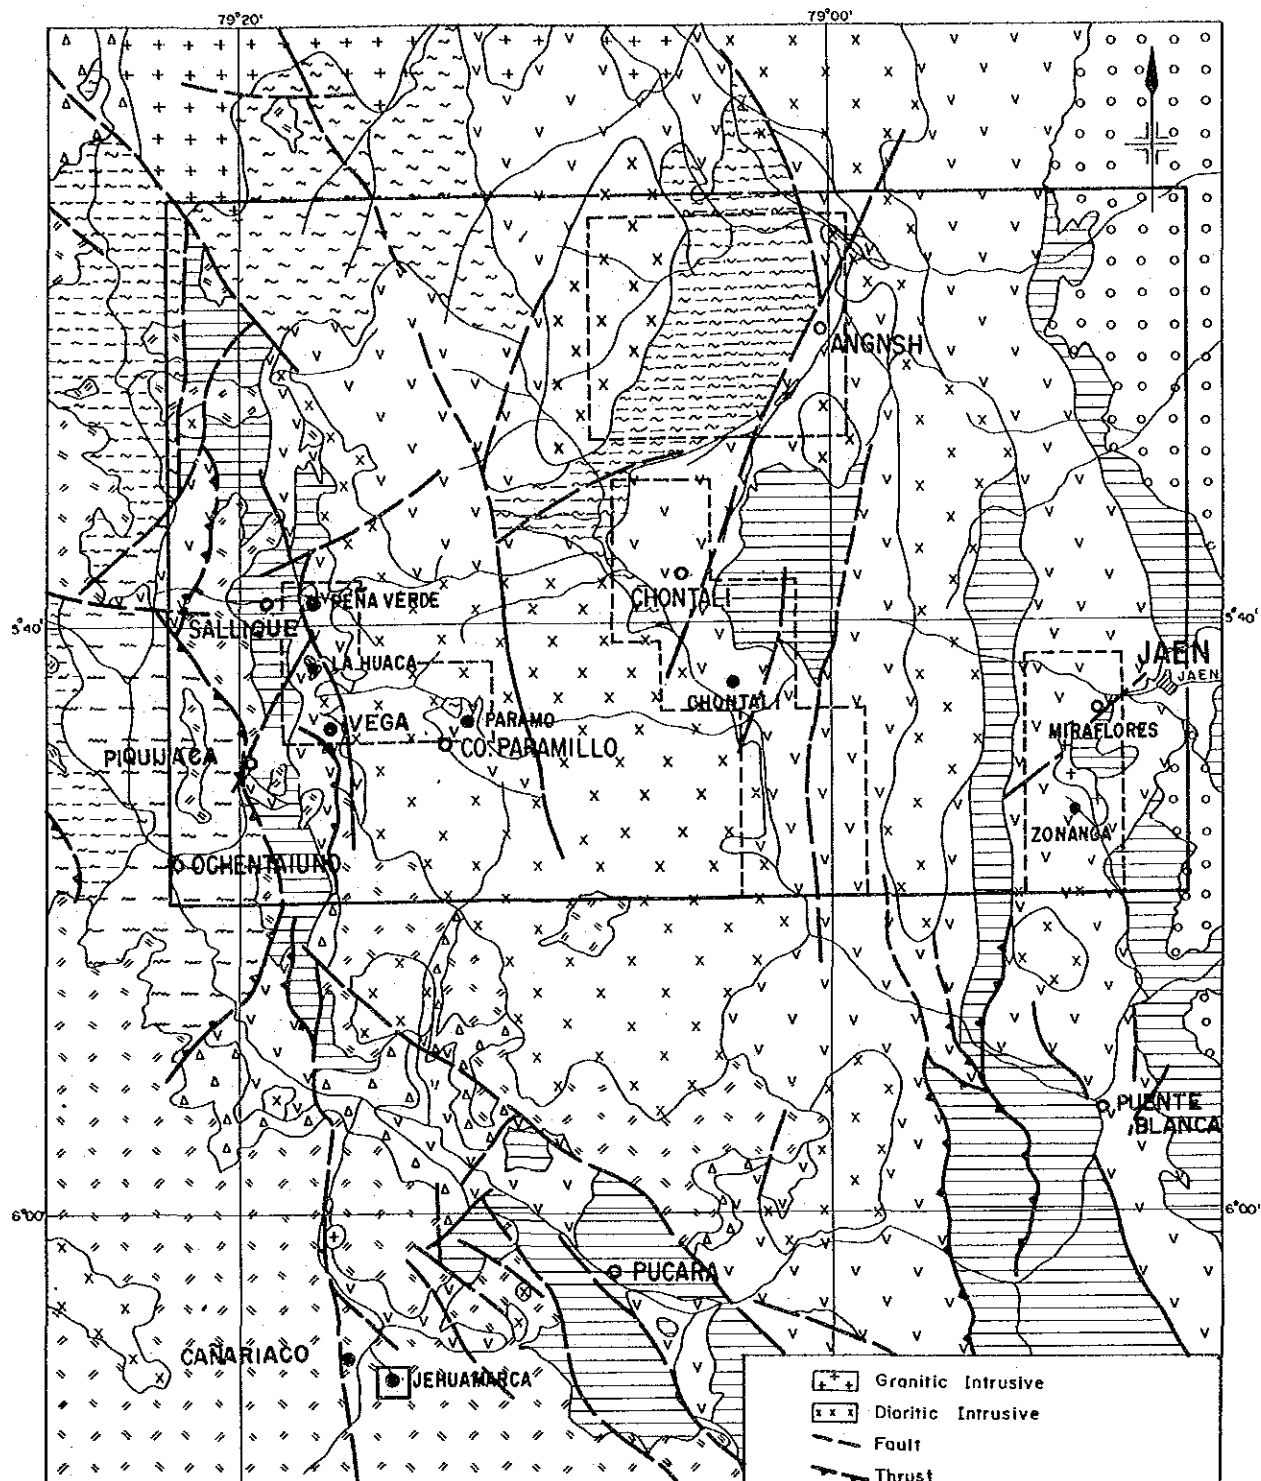 79°20'
79°00'
ANGNSH
CHONTALI
PEÑA VERDE
5°40'
5°40'
SALLIQUE
JAEN
LA HUACA
JAEN
CHONTALI
VEGA
PARAMO
MIRAFLORES
CO. PARAMILLO
PIQUIJACA
ZONANGA
OCHENTAIUNO
PUENTE
BLANCA
6°00'
6°00'
PUCARA
CAÑARIACO
JEHUAMARCA
Granitic Intrusive
Dioritic Intrusive
Fault
Thrust